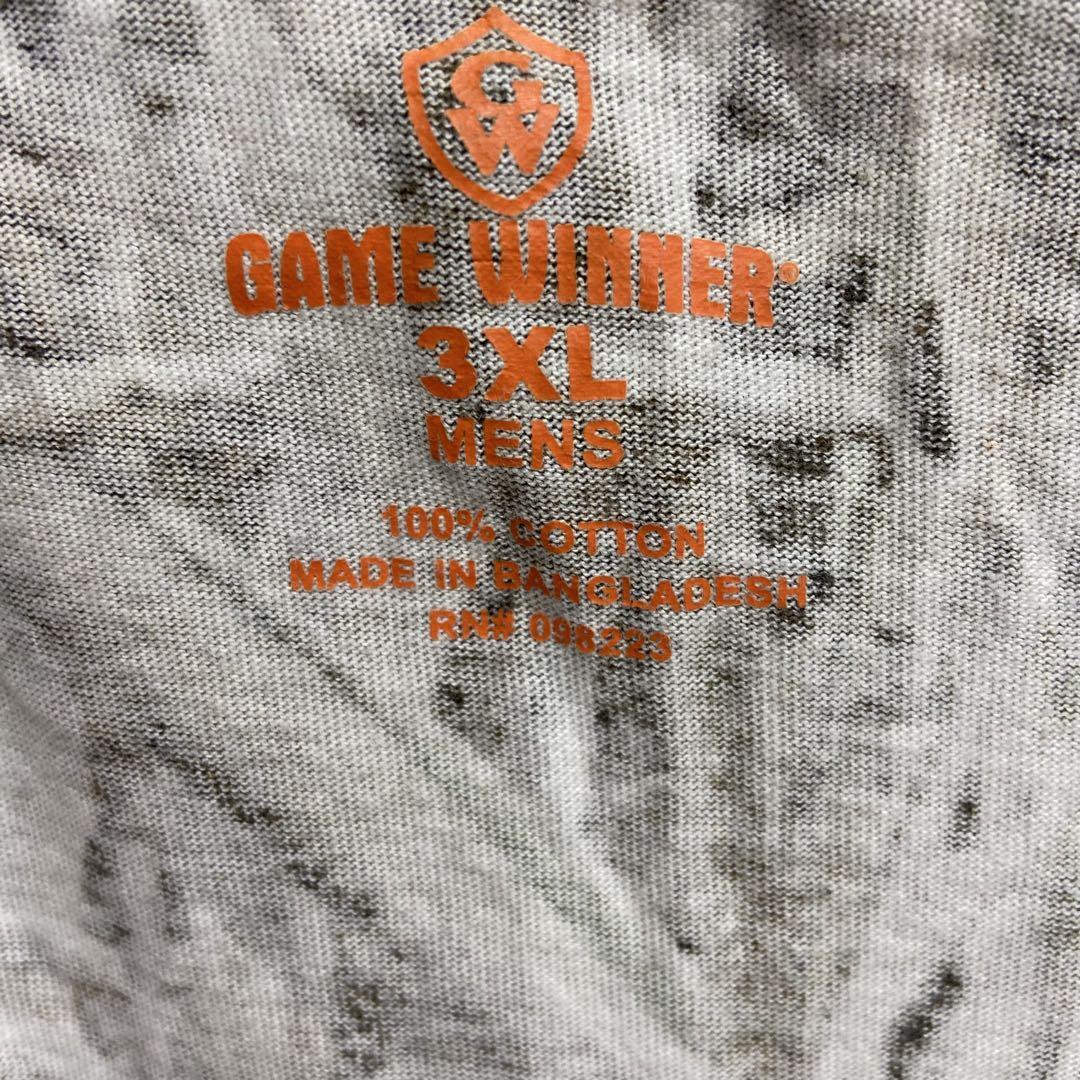 GW
GAME WINNER®
3XL
MENS
100% COTTON
MADE IN BANGLADESH
RN# 098223